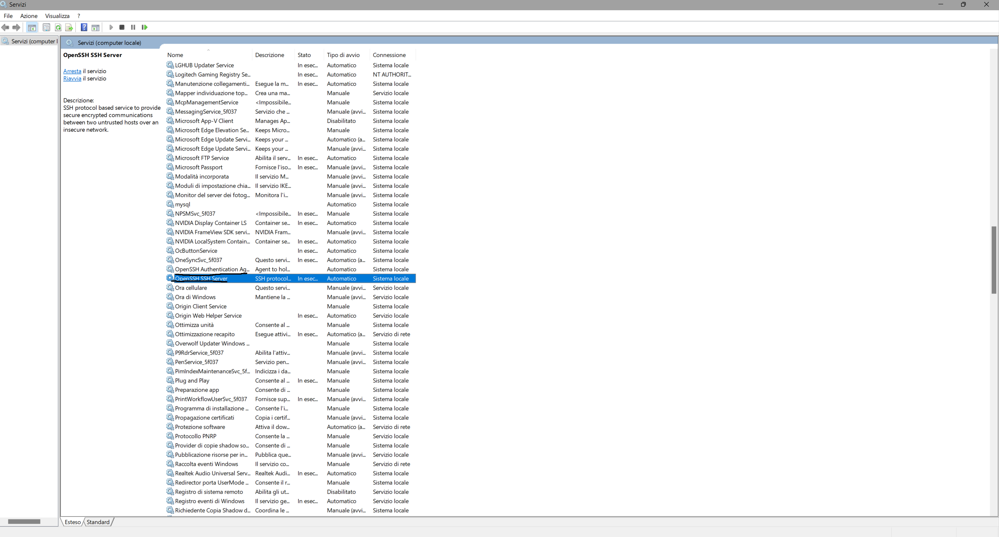 Servizi
File Azione Visualizza ?
Servizi (computer l
Servizi (computer locale)
OpenSSH SSH Server
Arresta il servizio
Riavvia il servizio
Descrizione:
SSH protocol based service to provide
secure encrypted communications
between two untrusted hosts over an
insecure network.
Nome Descrizione Stato Tipo di avvio Connessione
LGHUB Updater Service In esec... Automatico Sistema locale
Logitech Gaming Registry Se... In esec... Automatico NT AUTHORIT...
Manutenzione collegamenti... Esegue la m... In esec... Automatico Sistema locale
Mapper individuazione top... Crea una ma... Manuale Servizio locale
McpManagementService <Impossibile... Manuale Sistema locale
MessagingService_5f037 Servizio che ... Manuale (avvi... Sistema locale
Microsoft App-V Client Manages Ap... Disabilitato Sistema locale
Microsoft Edge Elevation Se... Keeps Micro... Manuale Sistema locale
Microsoft Edge Update Servi... Keeps your ... Automatico (a... Sistema locale
Microsoft Edge Update Servi... Keeps your ... Manuale (avvi... Sistema locale
Microsoft FTP Service Abilita il serv... In esec... Automatico Sistema locale
Microsoft Passport Fornisce l'iso... In esec... Manuale (avvi... Sistema locale
Modalità incorporata Il servizio M... Manuale (avvi... Sistema locale
Moduli di impostazione chia... Il servizio IKE... Manuale (avvi... Sistema locale
Monitor del server dei fotog... Monitora l'i... Manuale (avvi... Sistema locale
mysql Automatico Sistema locale
NPSMSvc_5f037 <Impossibile... In esec... Manuale Sistema locale
NVIDIA Display Container LS Container se... In esec... Automatico Sistema locale
NVIDIA FrameView SDK servi... NVIDIA Fram... Manuale (avvi... Sistema locale
NVIDIA LocalSystem Contain... Container se... In esec... Automatico Sistema locale
OcButtonService In esec... Automatico Sistema locale
OneSyncSvc_5f037 Questo servi... In esec... Automatico (a... Sistema locale
OpenSSH Authentication Ag... Agent to hol... Automatico Sistema locale
OpenSSH SSH Server SSH protocol... In esec... Automatico Sistema locale
Ora cellulare Questo servi... Manuale (avvi... Servizio locale
Ora di Windows Mantiene la ... Manuale (avvi... Servizio locale
Origin Client Service Manuale Sistema locale
Origin Web Helper Service In esec... Automatico Servizio locale
Ottimizza unità Consente al ... Manuale Sistema locale
Ottimizzazione recapito Esegue attivi... In esec... Automatico (a... Servizio di rete
Overwolf Updater Windows ... Manuale Sistema locale
P9RdrService_5f037 Abilita l'attiv... Manuale (avvi... Sistema locale
PenService_5f037 Servizio pen... Manuale (avvi... Sistema locale
PimIndexMaintenanceSvc_5f... Indicizza i da... Manuale Sistema locale
Plug and Play Consente al ... In esec... Manuale Sistema locale
Preparazione app Consente di ... Manuale Sistema locale
PrintWorkflowUserSvc_5f037 Fornisce sup... In esec... Manuale (avvi... Sistema locale
Programma di installazione ... Consente l'i... Manuale Sistema locale
Propagazione certificati Copia i certif... Manuale (avvi... Sistema locale
Protezione software Attiva il dow... Automatico (a... Servizio di rete
Protocollo PNRP Consente la ... Manuale Servizio locale
Provider di copie shadow so... Consente di ... Manuale Sistema locale
Pubblicazione risorse per in... Pubblica que... Manuale (avvi... Servizio locale
Raccolta eventi Windows Il servizio co... Manuale Servizio di rete
Realtek Audio Universal Serv... Realtek Audi... In esec... Automatico Sistema locale
Redirector porta UserMode ... Consente il r... Manuale Sistema locale
Registro di sistema remoto Abilita gli ut... Disabilitato Servizio locale
Registro eventi di Windows Il servizio ge... In esec... Automatico Servizio locale
Richiedente Copia Shadow d... Coordina le ... Manuale (avvi... Sistema locale
Esteso Standard